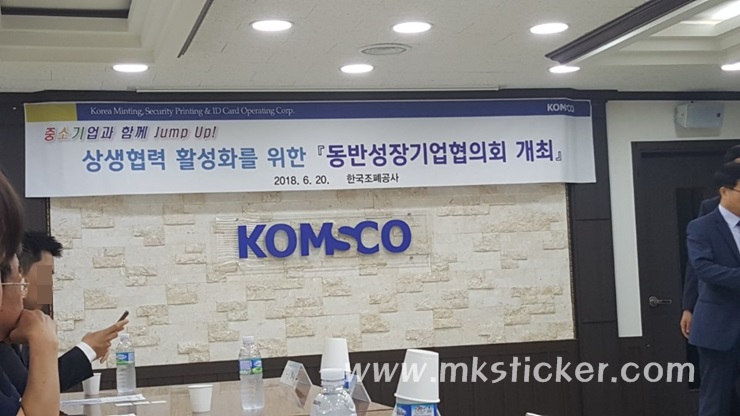 Korea Minting, Security Printing & ID Card Operating Corp.
KOMSCO
중소기업과 함께 Jump Up!
상생협력 활성화를 위한 『동반성장기업협의회 개최』
2018. 6. 20. 한국조폐공사
KOMSCO
www.mksticker.com